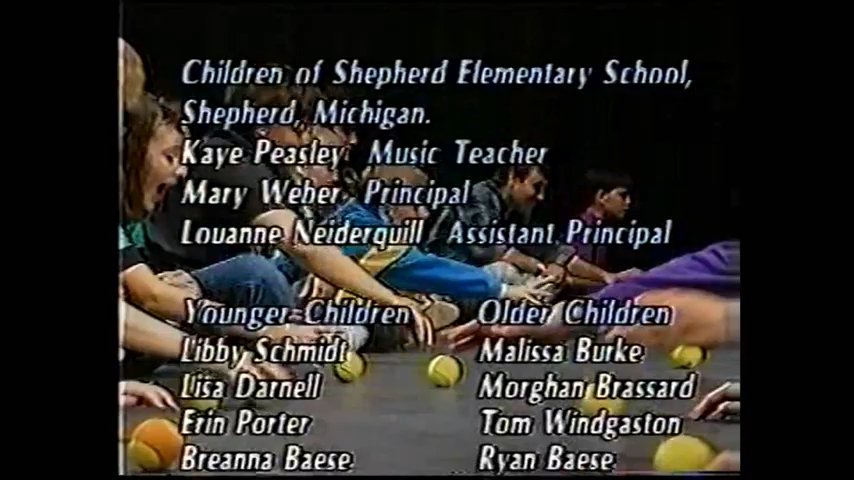 Children of Shepherd Elementary School,
Shepherd, Michigan.
Kaye Peasley Music Teacher
Mary Weber Principal
Louanne Neiderquill Assistant Principal
Younger Children Older Children
Libby Schmidt Malissa Burke
Lisa Darnell Morghan Brassard
Erin Porter Tom Windgaston
Breanna Baese Ryan Baese